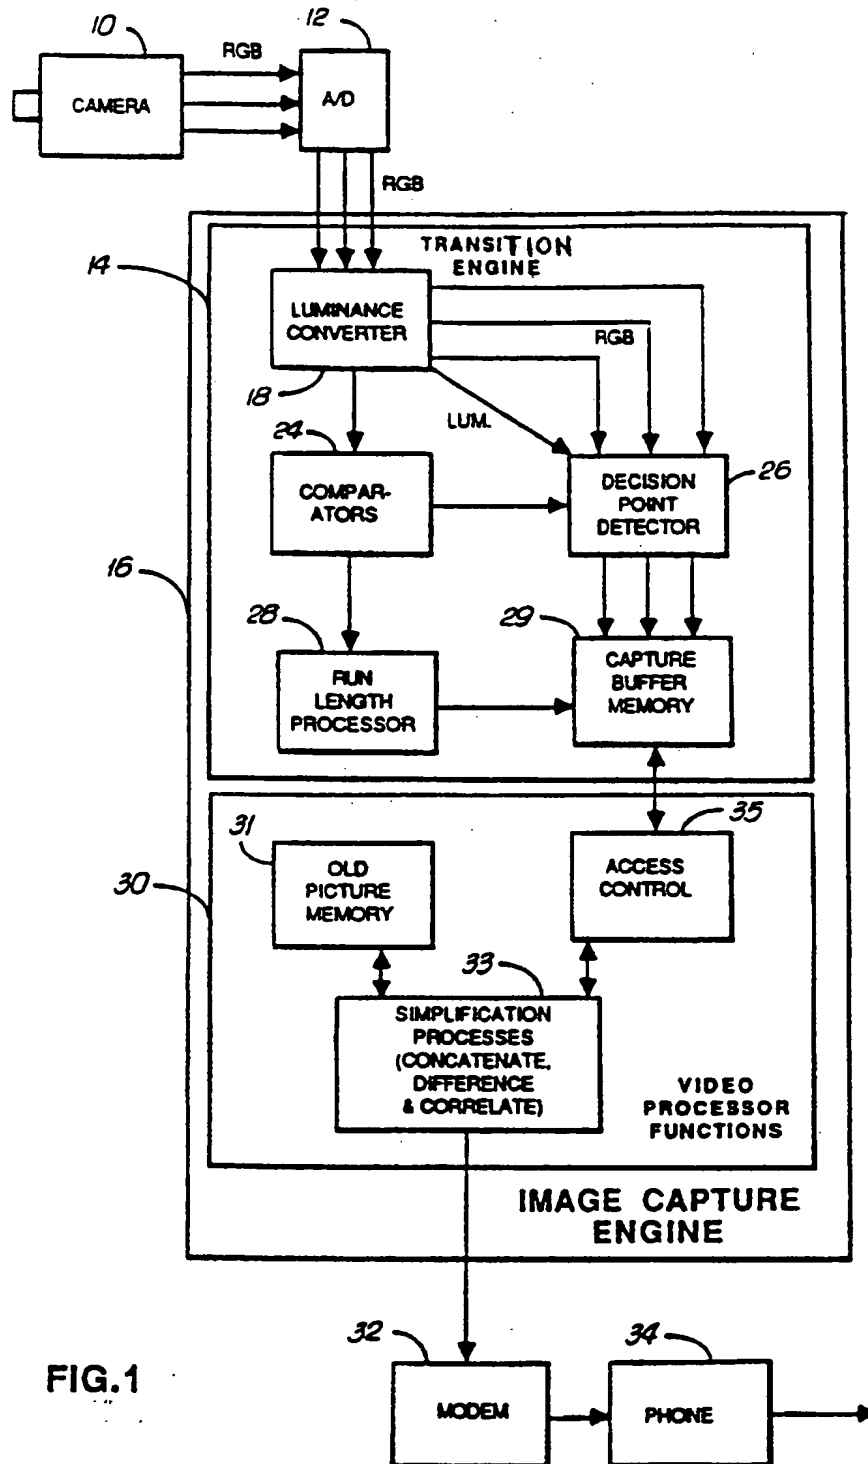 10
12
RGB
CAMERA
A/D
RGB
14
TRANSITION
ENGINE
LUMINANCE
CONVERTER
RGB
18
LUM.
24
26
COMPAR-
ATORS
DECISION
POINT
DETECTOR
16
28
29
RUN
LENGTH
PROCESSOR
CAPTURE
BUFFER
MEMORY
31
35
30
OLD
PICTURE
MEMORY
ACCESS
CONTROL
33
SIMPLIFICATION
PROCESSES
(CONCATENATE,
DIFFERENCE
& CORRELATE)
VIDEO
PROCESSOR
FUNCTIONS
IMAGE CAPTURE
ENGINE
32
34
FIG.1
MODEM
PHONE